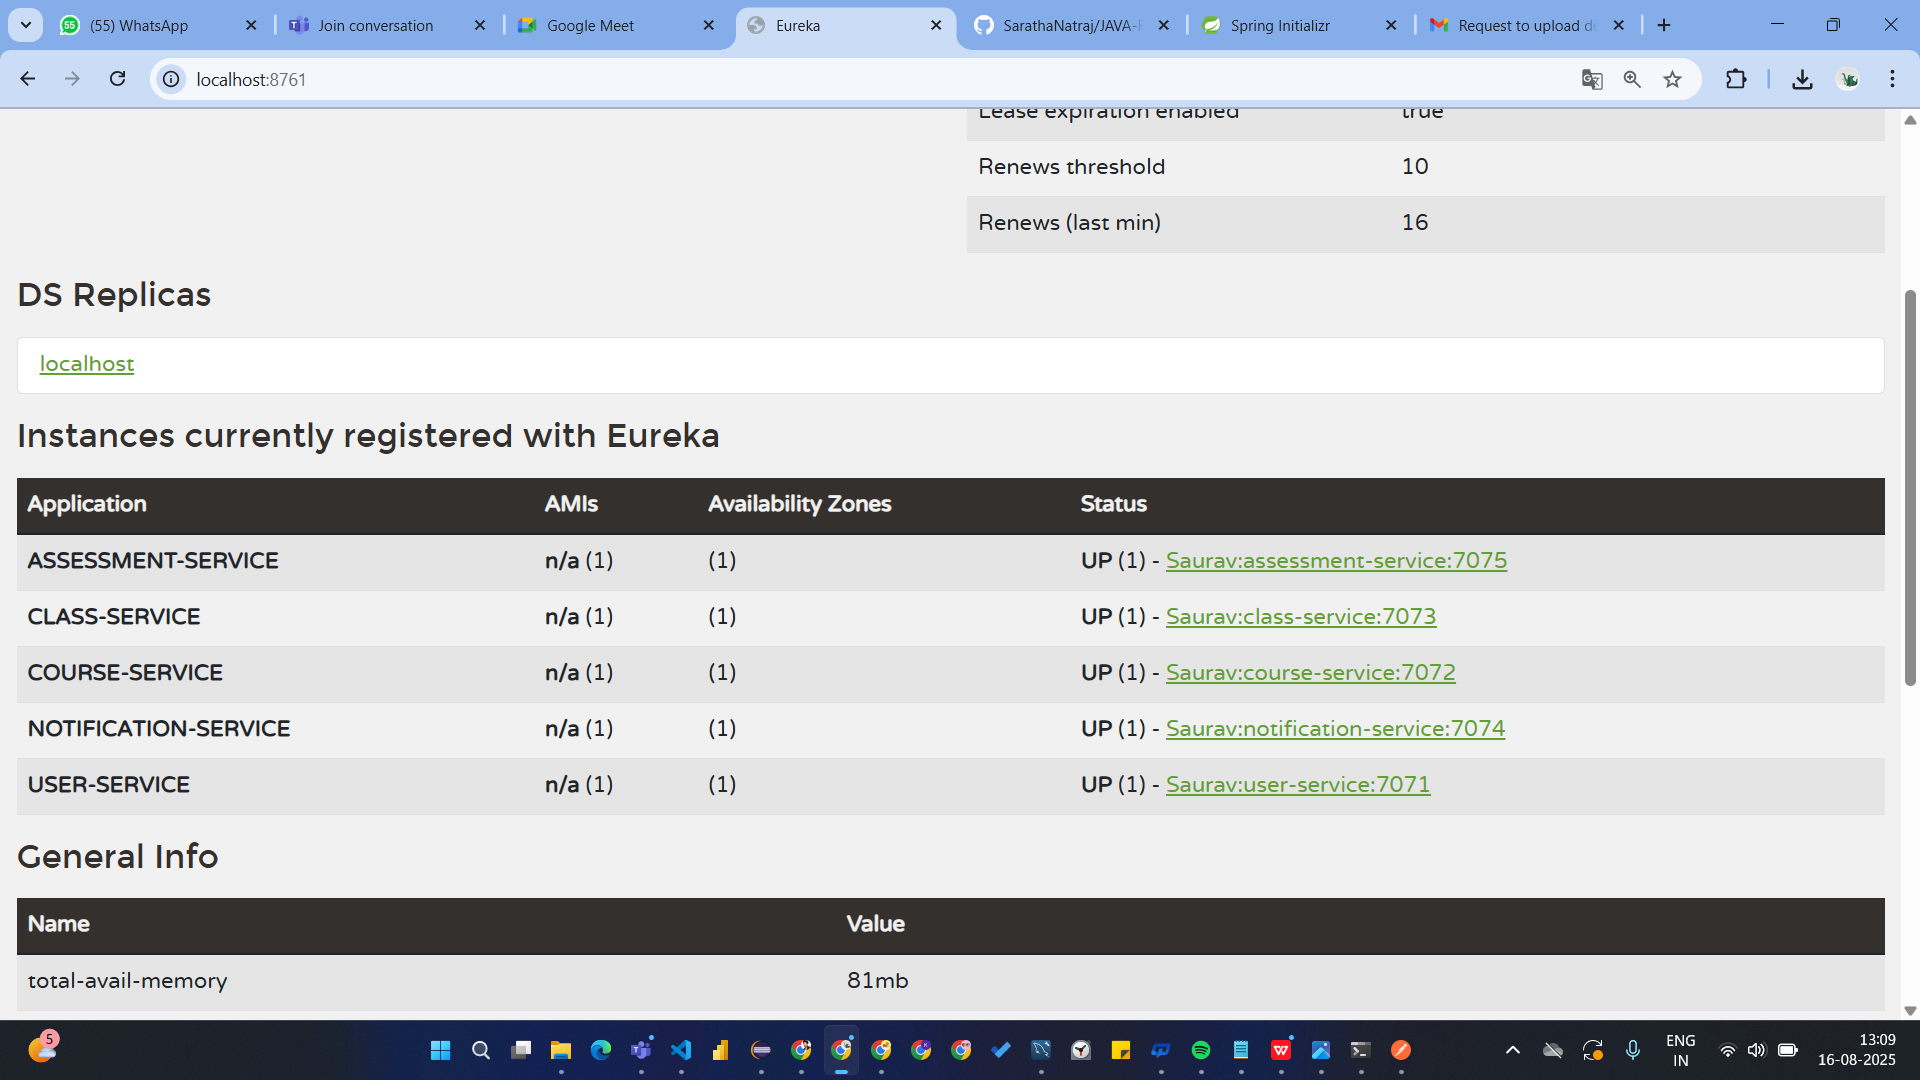 (55) WhatsApp
Join conversation
Google Meet
Eureka
SarathaNatraj/JAVA-F
Spring Initializr
Request to upload do
localhost:8761
Lease expiration enabled true
Renews threshold 10
Renews (last min) 16
DS Replicas
localhost
Instances currently registered with Eureka
Application AMIs Availability Zones Status
ASSESSMENT-SERVICE n/a (1) (1) UP (1) - Saurav:assessment-service:7075
CLASS-SERVICE n/a (1) (1) UP (1) - Saurav:class-service:7073
COURSE-SERVICE n/a (1) (1) UP (1) - Saurav:course-service:7072
NOTIFICATION-SERVICE n/a (1) (1) UP (1) - Saurav:notification-service:7074
USER-SERVICE n/a (1) (1) UP (1) - Saurav:user-service:7071
General Info
Name Value
total-avail-memory 81mb
5
ENG
IN
13:09
16-08-2025